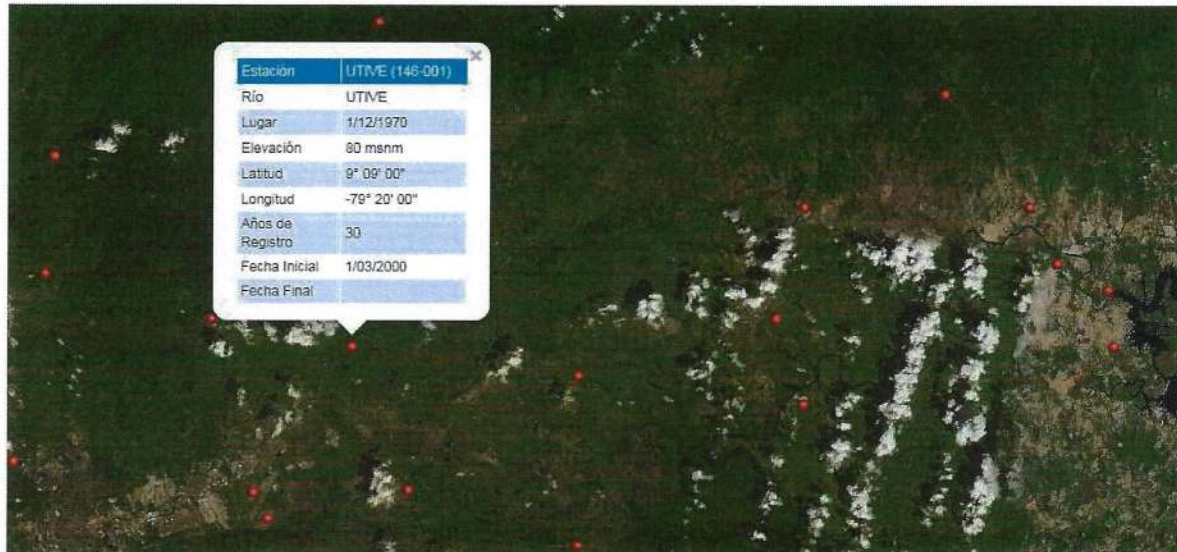 Estación UTIVE (146-001)
Río UTIVE
Lugar 1/12/1970
Elevación 80 msnm
Latitud 9° 09' 00"
Longitud -79° 20' 00"
Años de
Registro 30
Fecha Inicial 1/03/2000
Fecha Final